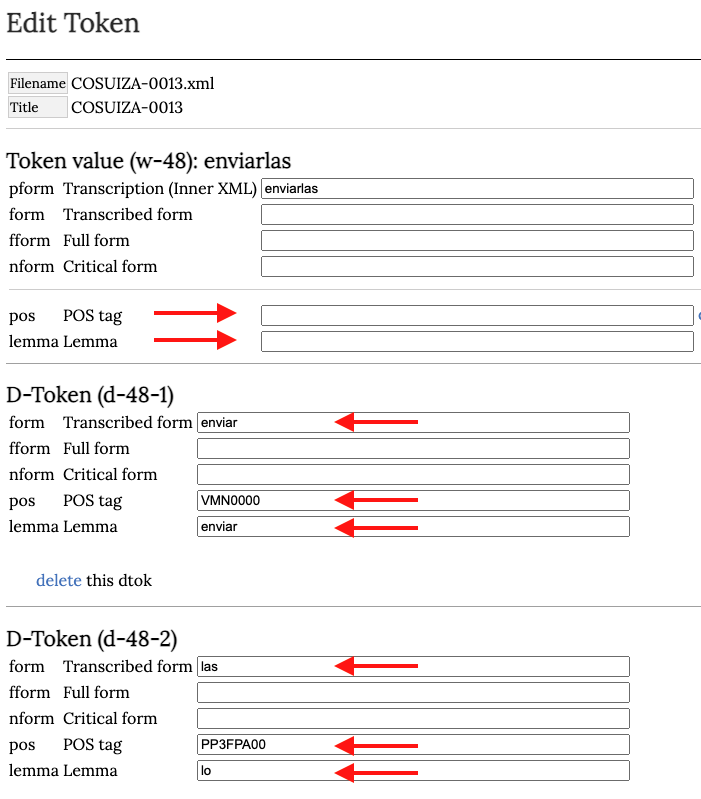 Edit Token
Filename COSUIZA-0013.xml
Title COSUIZA-0013
Token value (w-48): enviarlas
pform Transcription (Inner XML) enviarlas
form Transcribed form
fform Full form
nform Critical form
pos POS tag
lemma Lemma
D-Token (d-48-1)
form Transcribed form enviar
fform Full form
nform Critical form
pos POS tag VMN0000
lemma Lemma enviar
delete this dtok
D-Token (d-48-2)
form Transcribed form las
fform Full form
nform Critical form
pos POS tag PP3FPA00
lemma Lemma lo